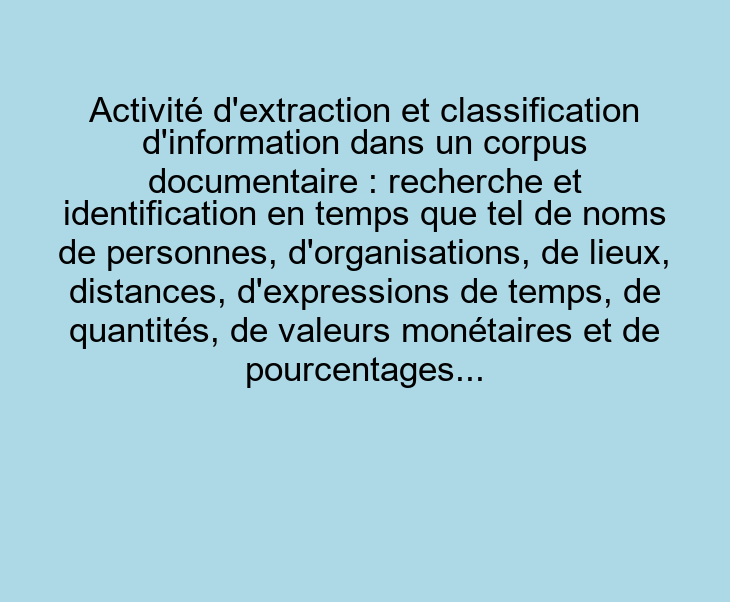 Activité d'extraction et classification
d'information dans un corpus
documentaire : recherche et
identification en temps que tel de noms
de personnes, d'organisations, de lieux,
distances, d'expressions de temps, de
quantités, de valeurs monétaires et de
pourcentages...